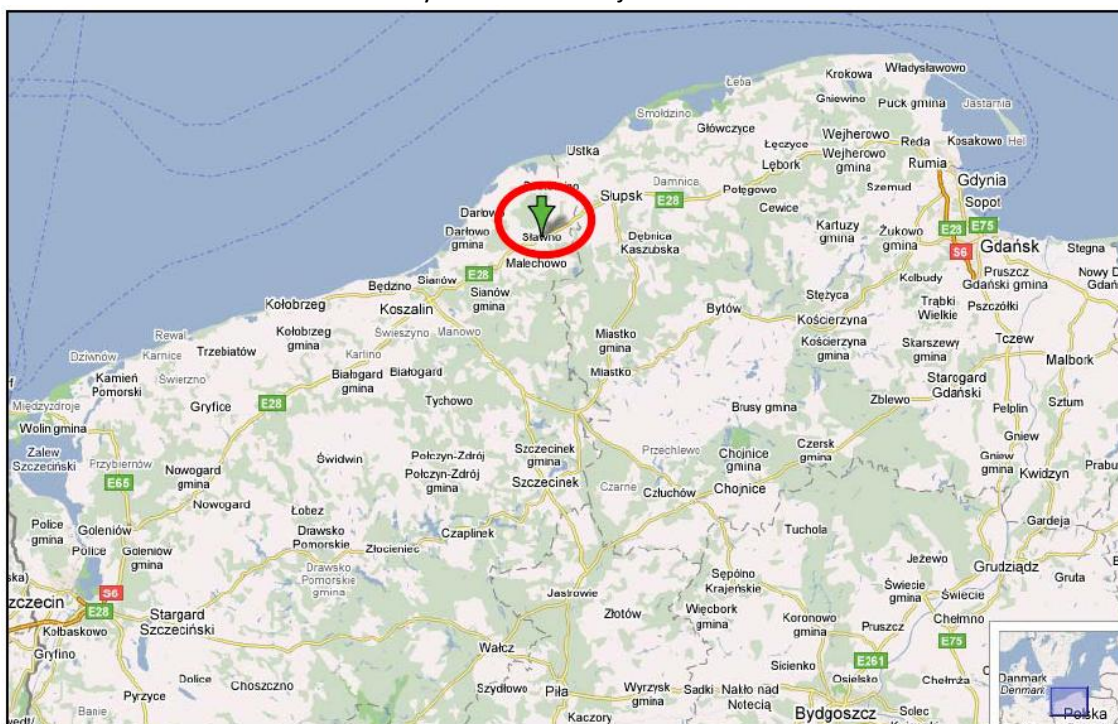 Łeba
Krokowa
Władysławowo
Gniewino
Puck gmina
Jastarnia
Smołdzino
Główczyce
Ustka
Łęczyce
Wejherowo
Reda
Kosakowo
Hel
Lębork
Wejherowo
gmina
Rumia
Damnica
Potęgowo
Szemud
Gdynia
Słupsk
E28
Cewice
Sopot
Darłowo
Kartuzy
gmina
Żukowo
gmina
E28
E75
Darłowo
gmina
Sławno
Dębnica
Kaszubska
S6
Gdańsk
Stegna
Malechowo
Będzino
Sianów
E28
Kolbudy
Pruszcz
Gdański gmina
Nowy D
Gdań
Kołobrzeg
Koszalin
Sianów
gmina
Stężyca
Bytów
Trąbki
Wielkie
Pszczółki
Kościerzyna
Rewal
Kołobrzeg
gmina
Świeszyno
Manowo
Miastko
gmina
Kościerzyna
gmina
Skarszewy
gmina
Tczew
Dziwnów
Karnice
Trzebiatów
Karlino
Malbork
Kamień
Pomorski
Świerzno
Białogard
gmina
Białogard
Miastko
Starogard
Gdański
Międzyzdroje
Gryfice
E28
Tychowo
Brusy gmina
Zblewo
Pelplin
Sztum
Wolin gmina
Zalew
Szczeciński
Przybiernów
Nowogard
gmina
Świdwin
Połczyn-Zdrój
Połczyn-Zdrój
gmina
Szczecinek
gmina
Przechlewo
Chojnice
gmina
Czersk
gmina
Gniew
Gniew
gmina
Kwidzyn
Prabu
E65
Szczecinek
Czarne
Człuchów
Chojnice
Nowogard
Łobez
Police
gmina
Goleniów
Drawsko
Pomorskie
Złocieniec
Czaplinek
Tuchola
Gardeja
Police
Goleniów
gmina
Drawsko
Pomorskie
gmina
Jeżewo
Grudziądz
Gruta
ska)
S6
Jastrowie
Sępólno
Krajeńskie
Świecie
gmina
Świecie
zczecin
E28
Stargard
Szczeciński
Złotów
Więcbork
gmina
Koronowo
gmina
Pruszcz
Chełmno
Kołbaskowo
Wałcz
E75
Gryfino
Sicienko
E261
Dolice
Choszczno
Szydłowo
Piła
Wyrzysk
gmina
Sadki
Nakło nad
Notecią
Osielsko
Chełmża
Danmark
Denmark
Pyrzyce
Banie
Kaczory
Bydgoszcz
Solec
Polska
wedt/